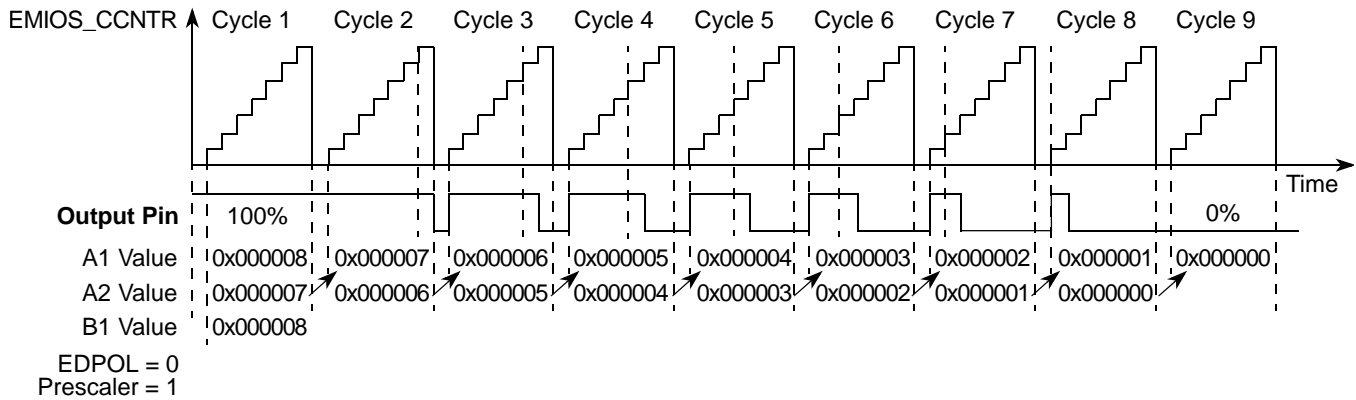 EMIOS_CCNTR Cycle 1 Cycle 2 Cycle 3 Cycle 4 Cycle 5 Cycle 6 Cycle 7 Cycle 8 Cycle 9
Time
Output Pin 100% 0%
A1 Value 0x000008 0x000007 0x000006 0x000005 0x000004 0x000003 0x000002 0x000001 0x000000
A2 Value 0x000007 0x000006 0x000005 0x000004 0x000003 0x000002 0x000001 0x000000
B1 Value 0x000008
EDPOL = 0
Prescaler = 1